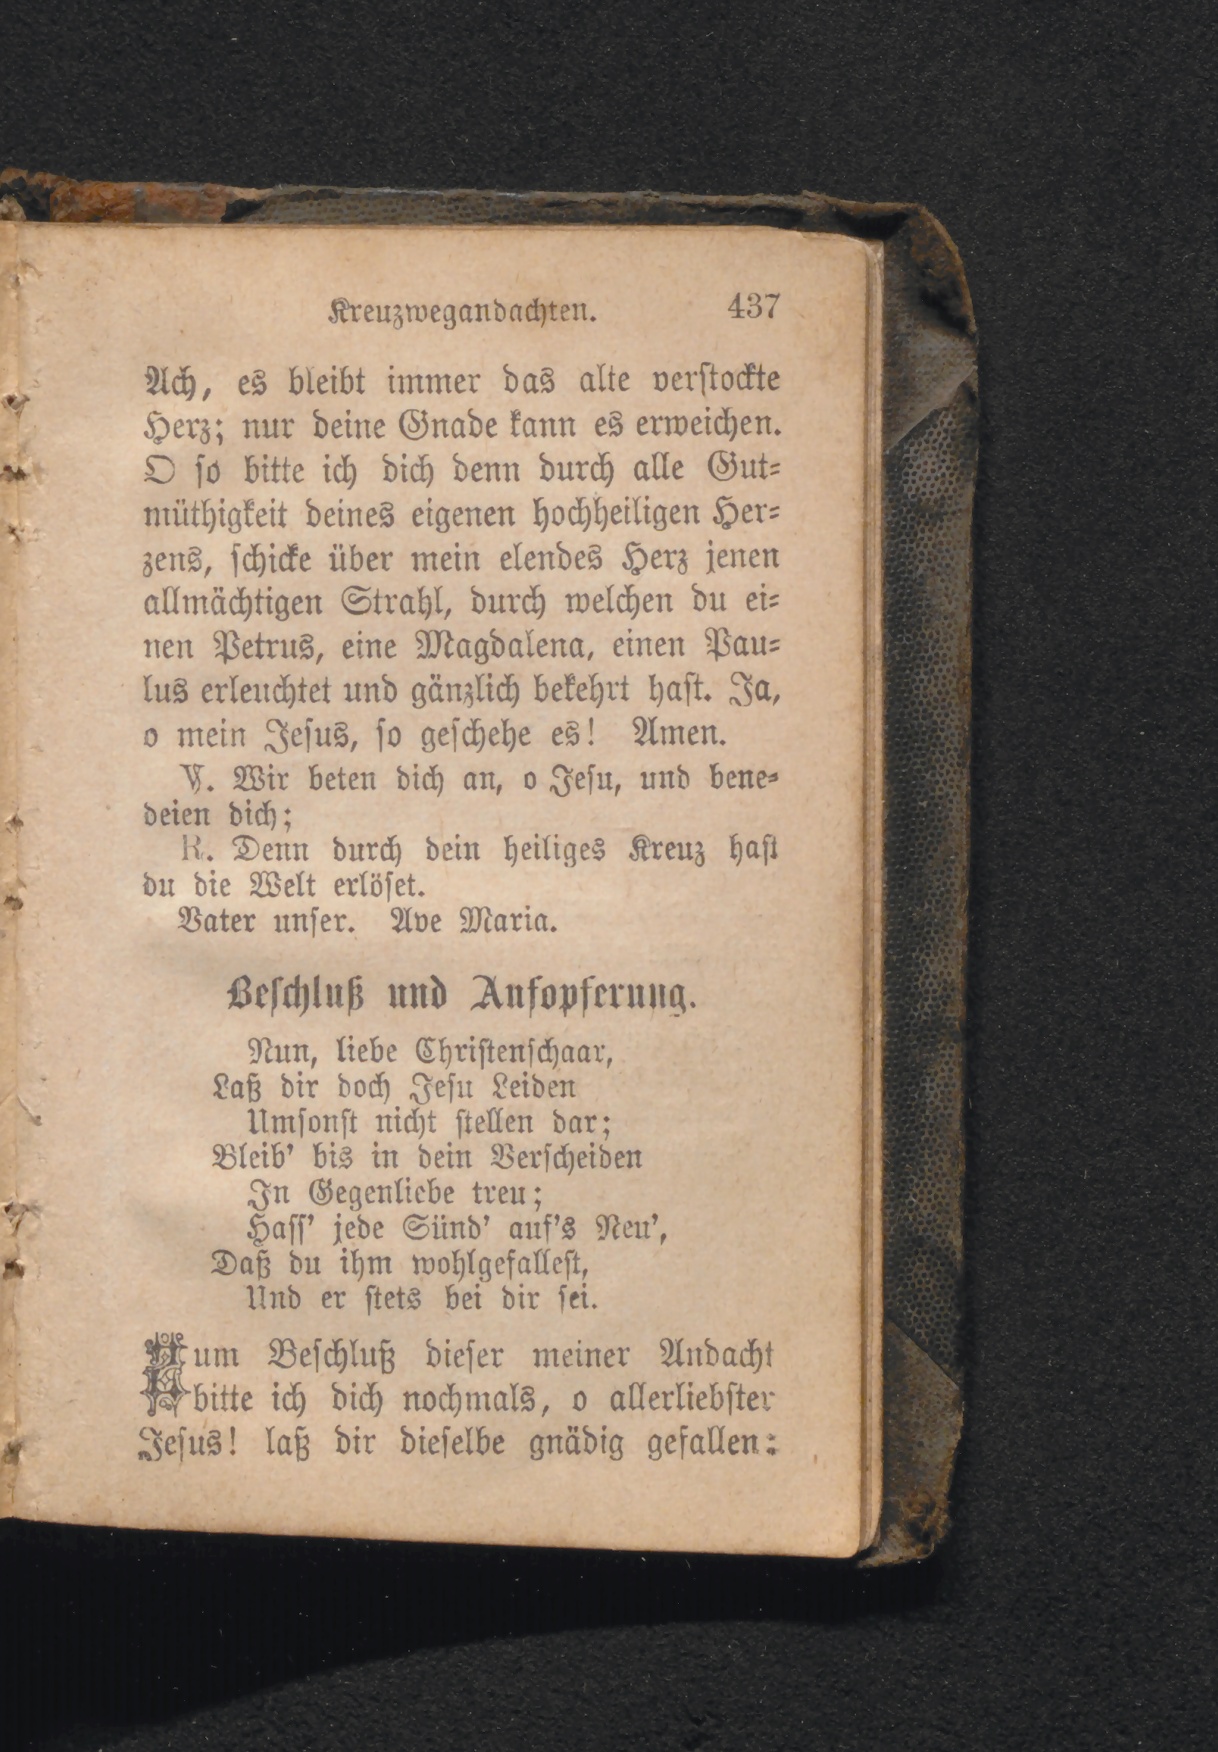 Kreuzwegandachten. 437
Ach, es bleibt immer das alte verstockte
Herz; nur deine Gnade kann es erweichen.
O so bitte ich dich denn durch alle Gut-
müthigkeit deines eigenen hochheiligen Her-
zens, schicke über mein elendes Herz jenen
allmächtigen Strahl, durch welchen du ei-
nen Petrus, eine Magdalena, einen Pau-
lus erleuchtet und gänzlich bekehrt hast. Ja,
o mein Jesus, so geschehe es! Amen.
V. Wir beten dich an, o Jesu, und bene-
deien dich;
R. Denn durch dein heiliges Kreuz hast
du die Welt erlöset.
Vater unser. Ave Maria.
Beschluß und Aufopferung.
Nun, liebe Christenschaar,
Laß dir doch Jesu Leiden
Umsonst nicht stellen dar;
Bleib' bis in dein Verscheiden
In Gegenliebe treu;
Hass' jede Sünd' auf's Neu',
Daß du ihm wohlgefallest,
Und er stets bei dir sei.
Zum Beschluß dieser meiner Andacht
bitte ich dich nochmals, o allerliebster
Jesus! laß dir dieselbe gnädig gefallen: